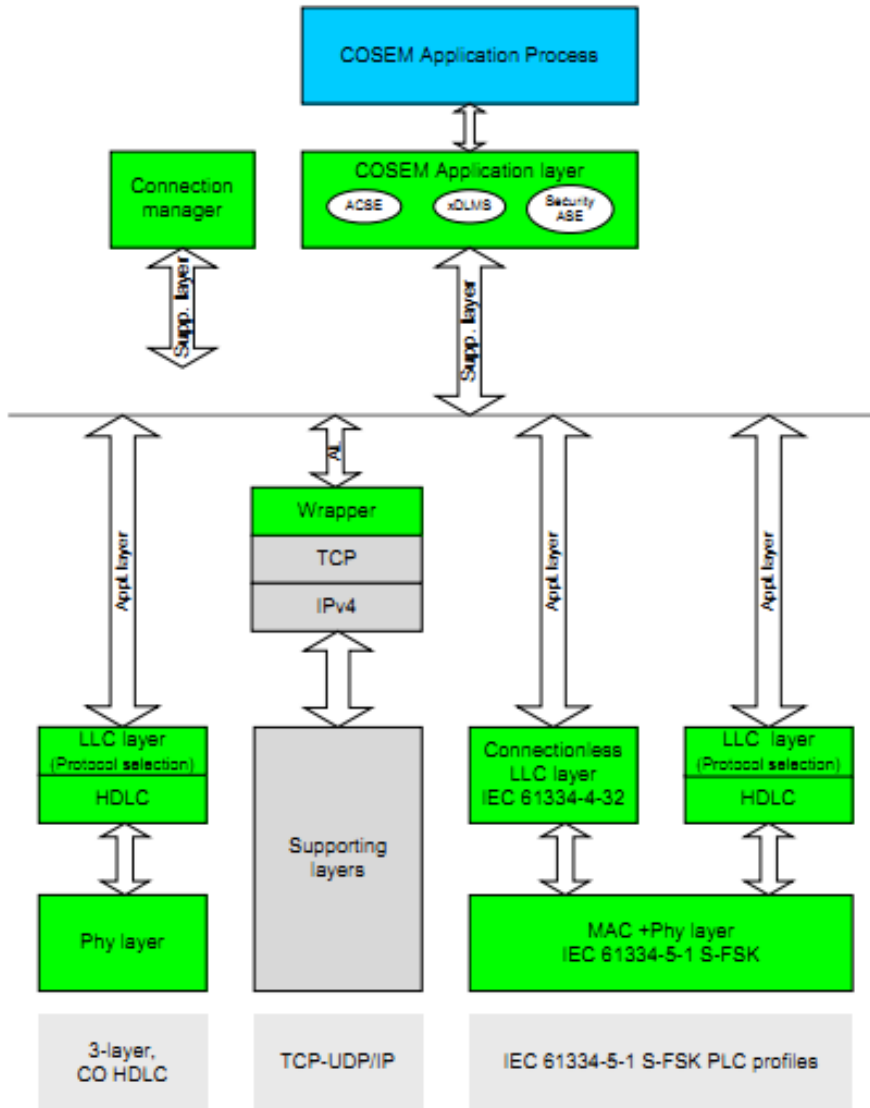 COSEM Application Process
COSEM Application layer
ACSE
xDLMS
Security
ASE
Connection
manager
Supp. layer
Supp. layer
Appl. layer
AL
Appl. layer
Appl. layer
Wrapper
TCP
IPv4
LLC layer
(Protocol selection)
HDLC
Supporting
layers
Connectionless
LLC layer
IEC 61334-4-32
LLC layer
(Protocol selection)
HDLC
Phy layer
MAC +Phy layer
IEC 61334-5-1 S-FSK
3-layer,
CO HDLC
TCP-UDP/IP
IEC 61334-5-1 S-FSK PLC profiles